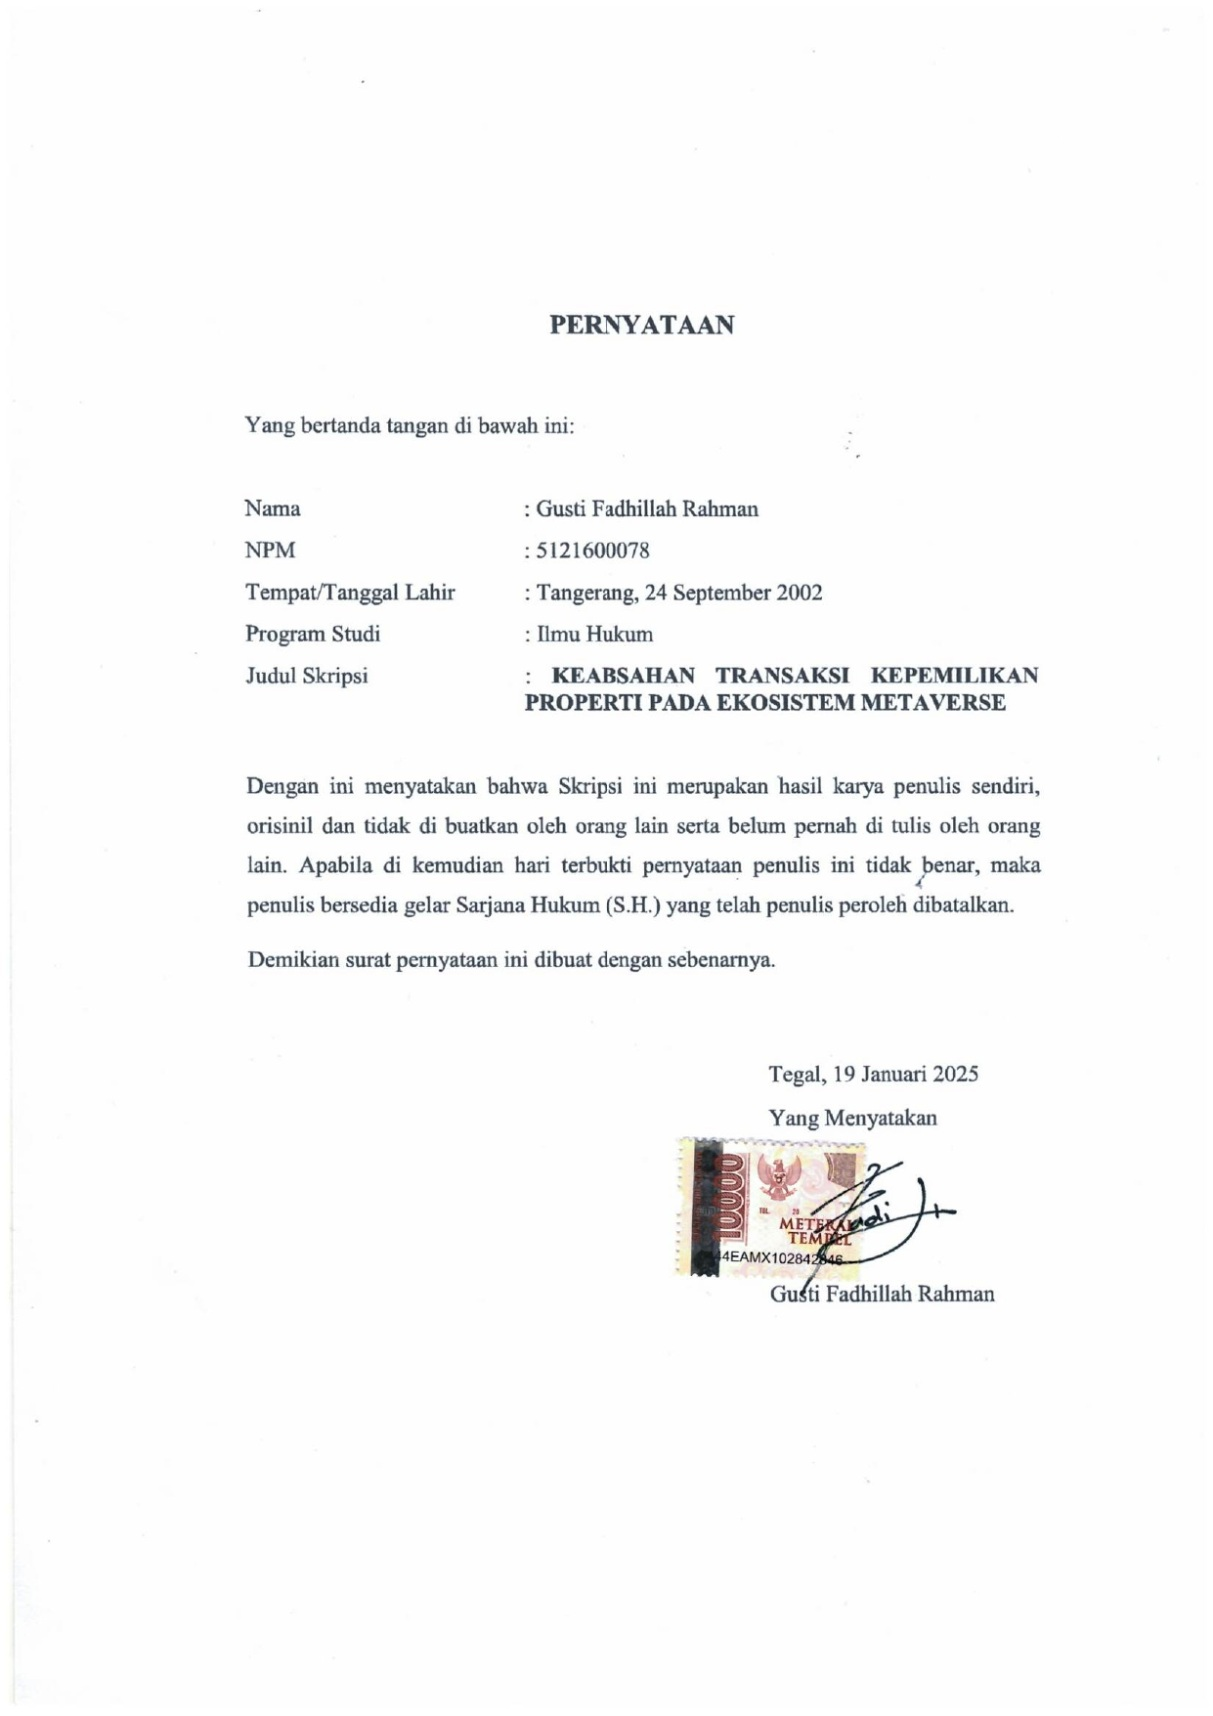 PERNYATAAN
Yang bertanda tangan di bawah ini:
Nama : Gusti Fadhillah Rahman
NPM : 5121600078
Tempat/Tanggal Lahir : Tangerang, 24 September 2002
Program Studi : Ilmu Hukum
Judul Skripsi : KEABSAHAN TRANSAKSI KEPEMILIKAN
PROPERTI PADA EKOSISTEM METAVERSE
Dengan ini menyatakan bahwa Skripsi ini merupakan hasil karya penulis sendiri,
orisinil dan tidak di buatkan oleh orang lain serta belum pernah di tulis oleh orang
lain. Apabila di kemudian hari terbukti pernyataan penulis ini tidak benar, maka
penulis bersedia gelar Sarjana Hukum (S.H.) yang telah penulis peroleh dibatalkan.
Demikian surat pernyataan ini dibuat dengan sebenarnya.
Tegal, 19 Januari 2025
Yang Menyatakan
10000
TGL. 20
METERAI
TEMPEL
Gusti Fadhillah Rahman